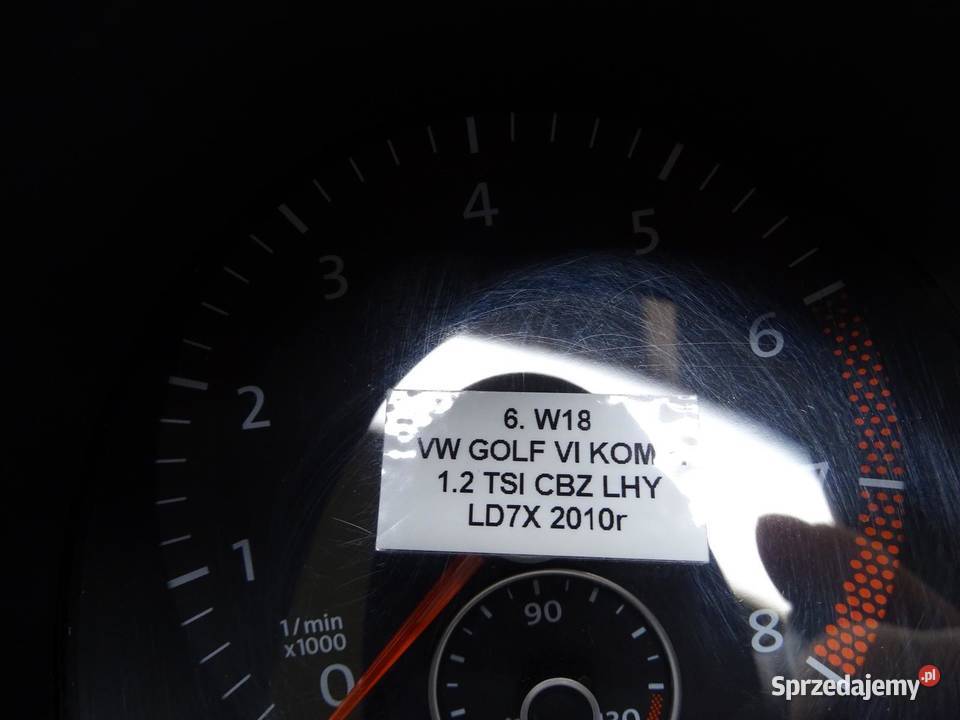 4
5
3
6
2
6. W18
VW GOLF VI KOM
1.2 TSI CBZ LHY
LD7X 2010r
7
1
90
1/min
x1000
8
0
Sprzedajemy.pl